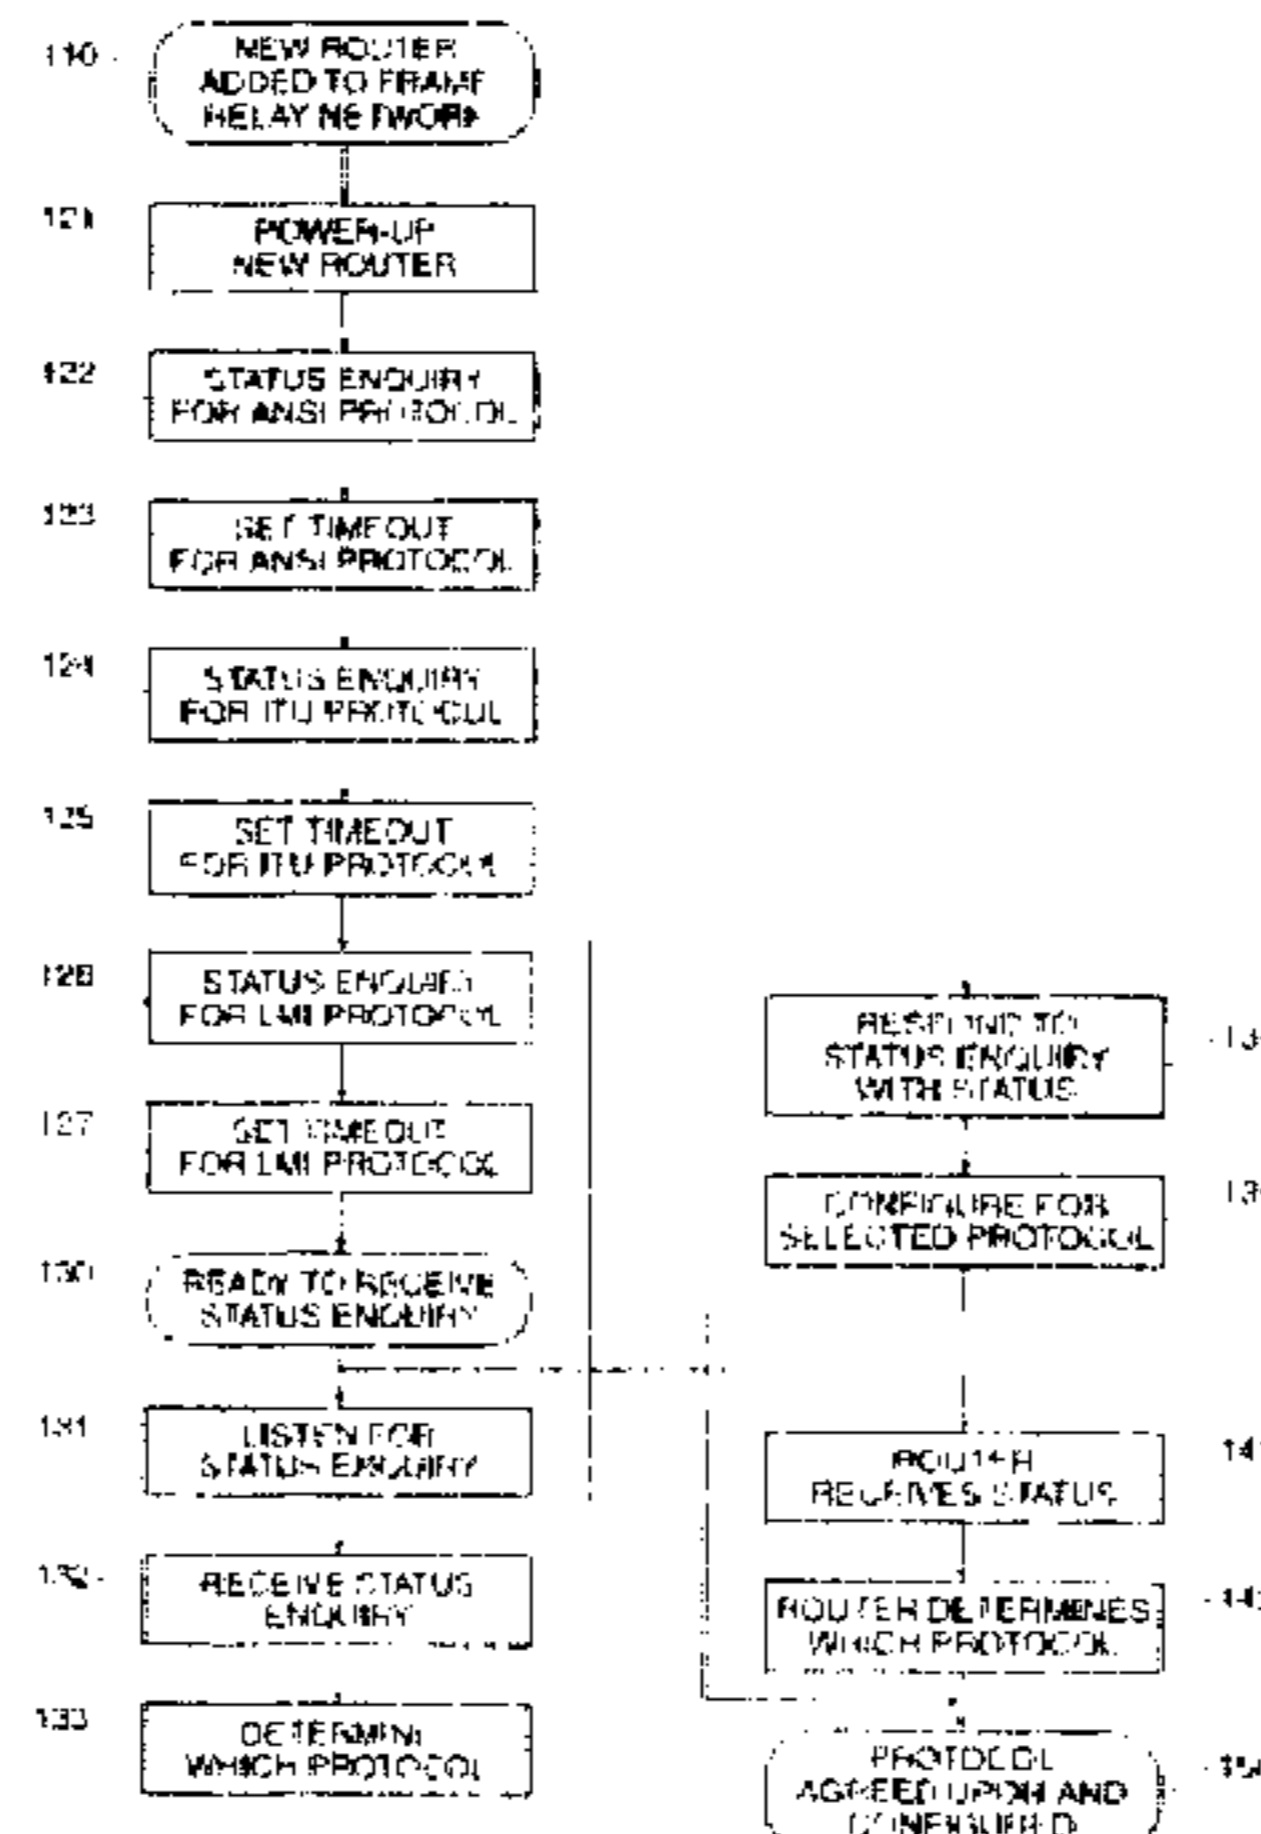 110
NEW ROUTER
ADDED TO FRAME
RELAY NETWORK
121
POWER-UP
NEW ROUTER
122
STATUS ENQUIRY
FOR ANSI PROTOCOL
123
SET TIMEOUT
FOR ANSI PROTOCOL
124
STATUS ENQUIRY
FOR ITU PROTOCOL
125
SET TIMEOUT
FOR ITU PROTOCOL
126
STATUS ENQUIRY
FOR LMI PROTOCOL
127
SET TIMEOUT
FOR LMI PROTOCOL
130
READY TO RECEIVE
STATUS ENQUIRY
131
LISTEN FOR
STATUS ENQUIRY
132
RECEIVE STATUS
ENQUIRY
133
DETERMINE
WHICH PROTOCOL
RESPOND TO
STATUS ENQUIRY
WITH STATUS
CONFIGURE FOR
SELECTED PROTOCOL
ROUTER
RECEIVES STATUS
ROUTER DETERMINES
WHICH PROTOCOL
PROTOCOL
AGREED UPON AND
CONFIGURED